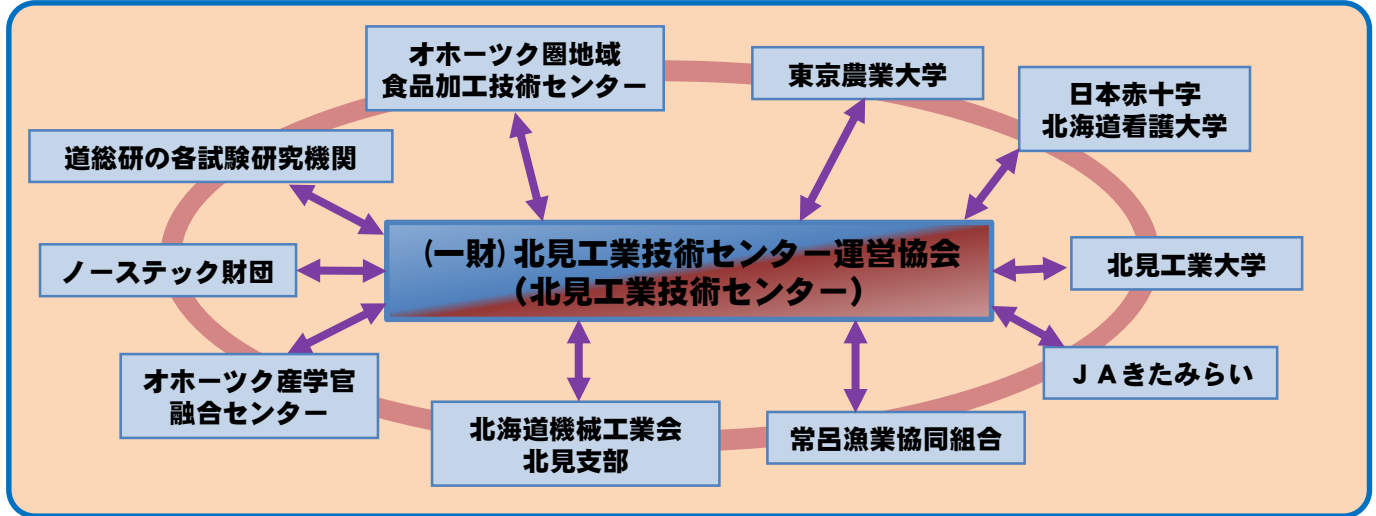 オホーツク圏地域
食品加工技術センター
東京農業大学
日本赤十字
北海道看護大学
道総研の各試験研究機関
(一財)北見工業技術センター運営協会
（北見工業技術センター）
ノーステック財団
北見工業大学
オホーツク産学官
融合センター
ＪＡきたみらい
北海道機械工業会
北見支部
常呂漁業協同組合